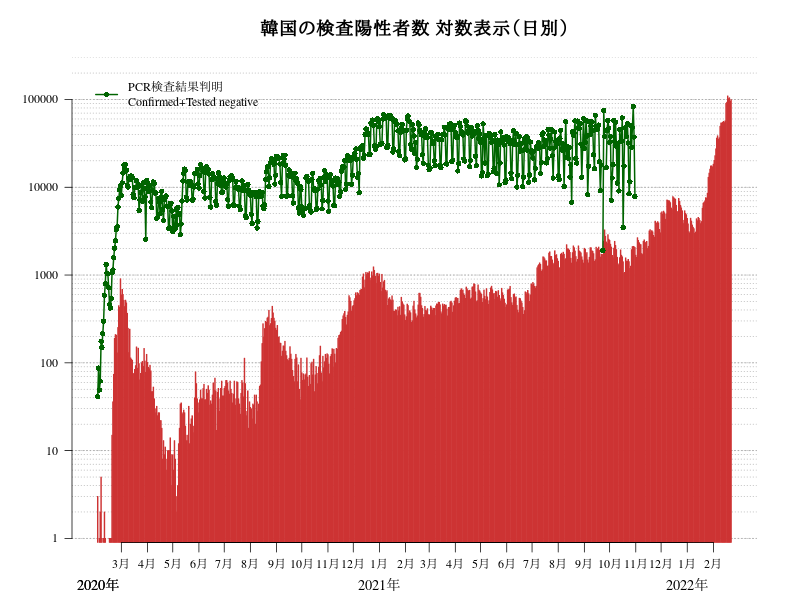 韓国の検査陽性者数 対数表示（日別）
PCR検査結果判明
Confirmed+Tested negative
100000
10000
1000
100
10
1
3月 4月 5月 6月 7月 8月 9月 10月 11月 12月 1月 2月 3月 4月 5月 6月 7月 8月 9月 10月 11月 12月 1月 2月
2020年 2021年 2022年